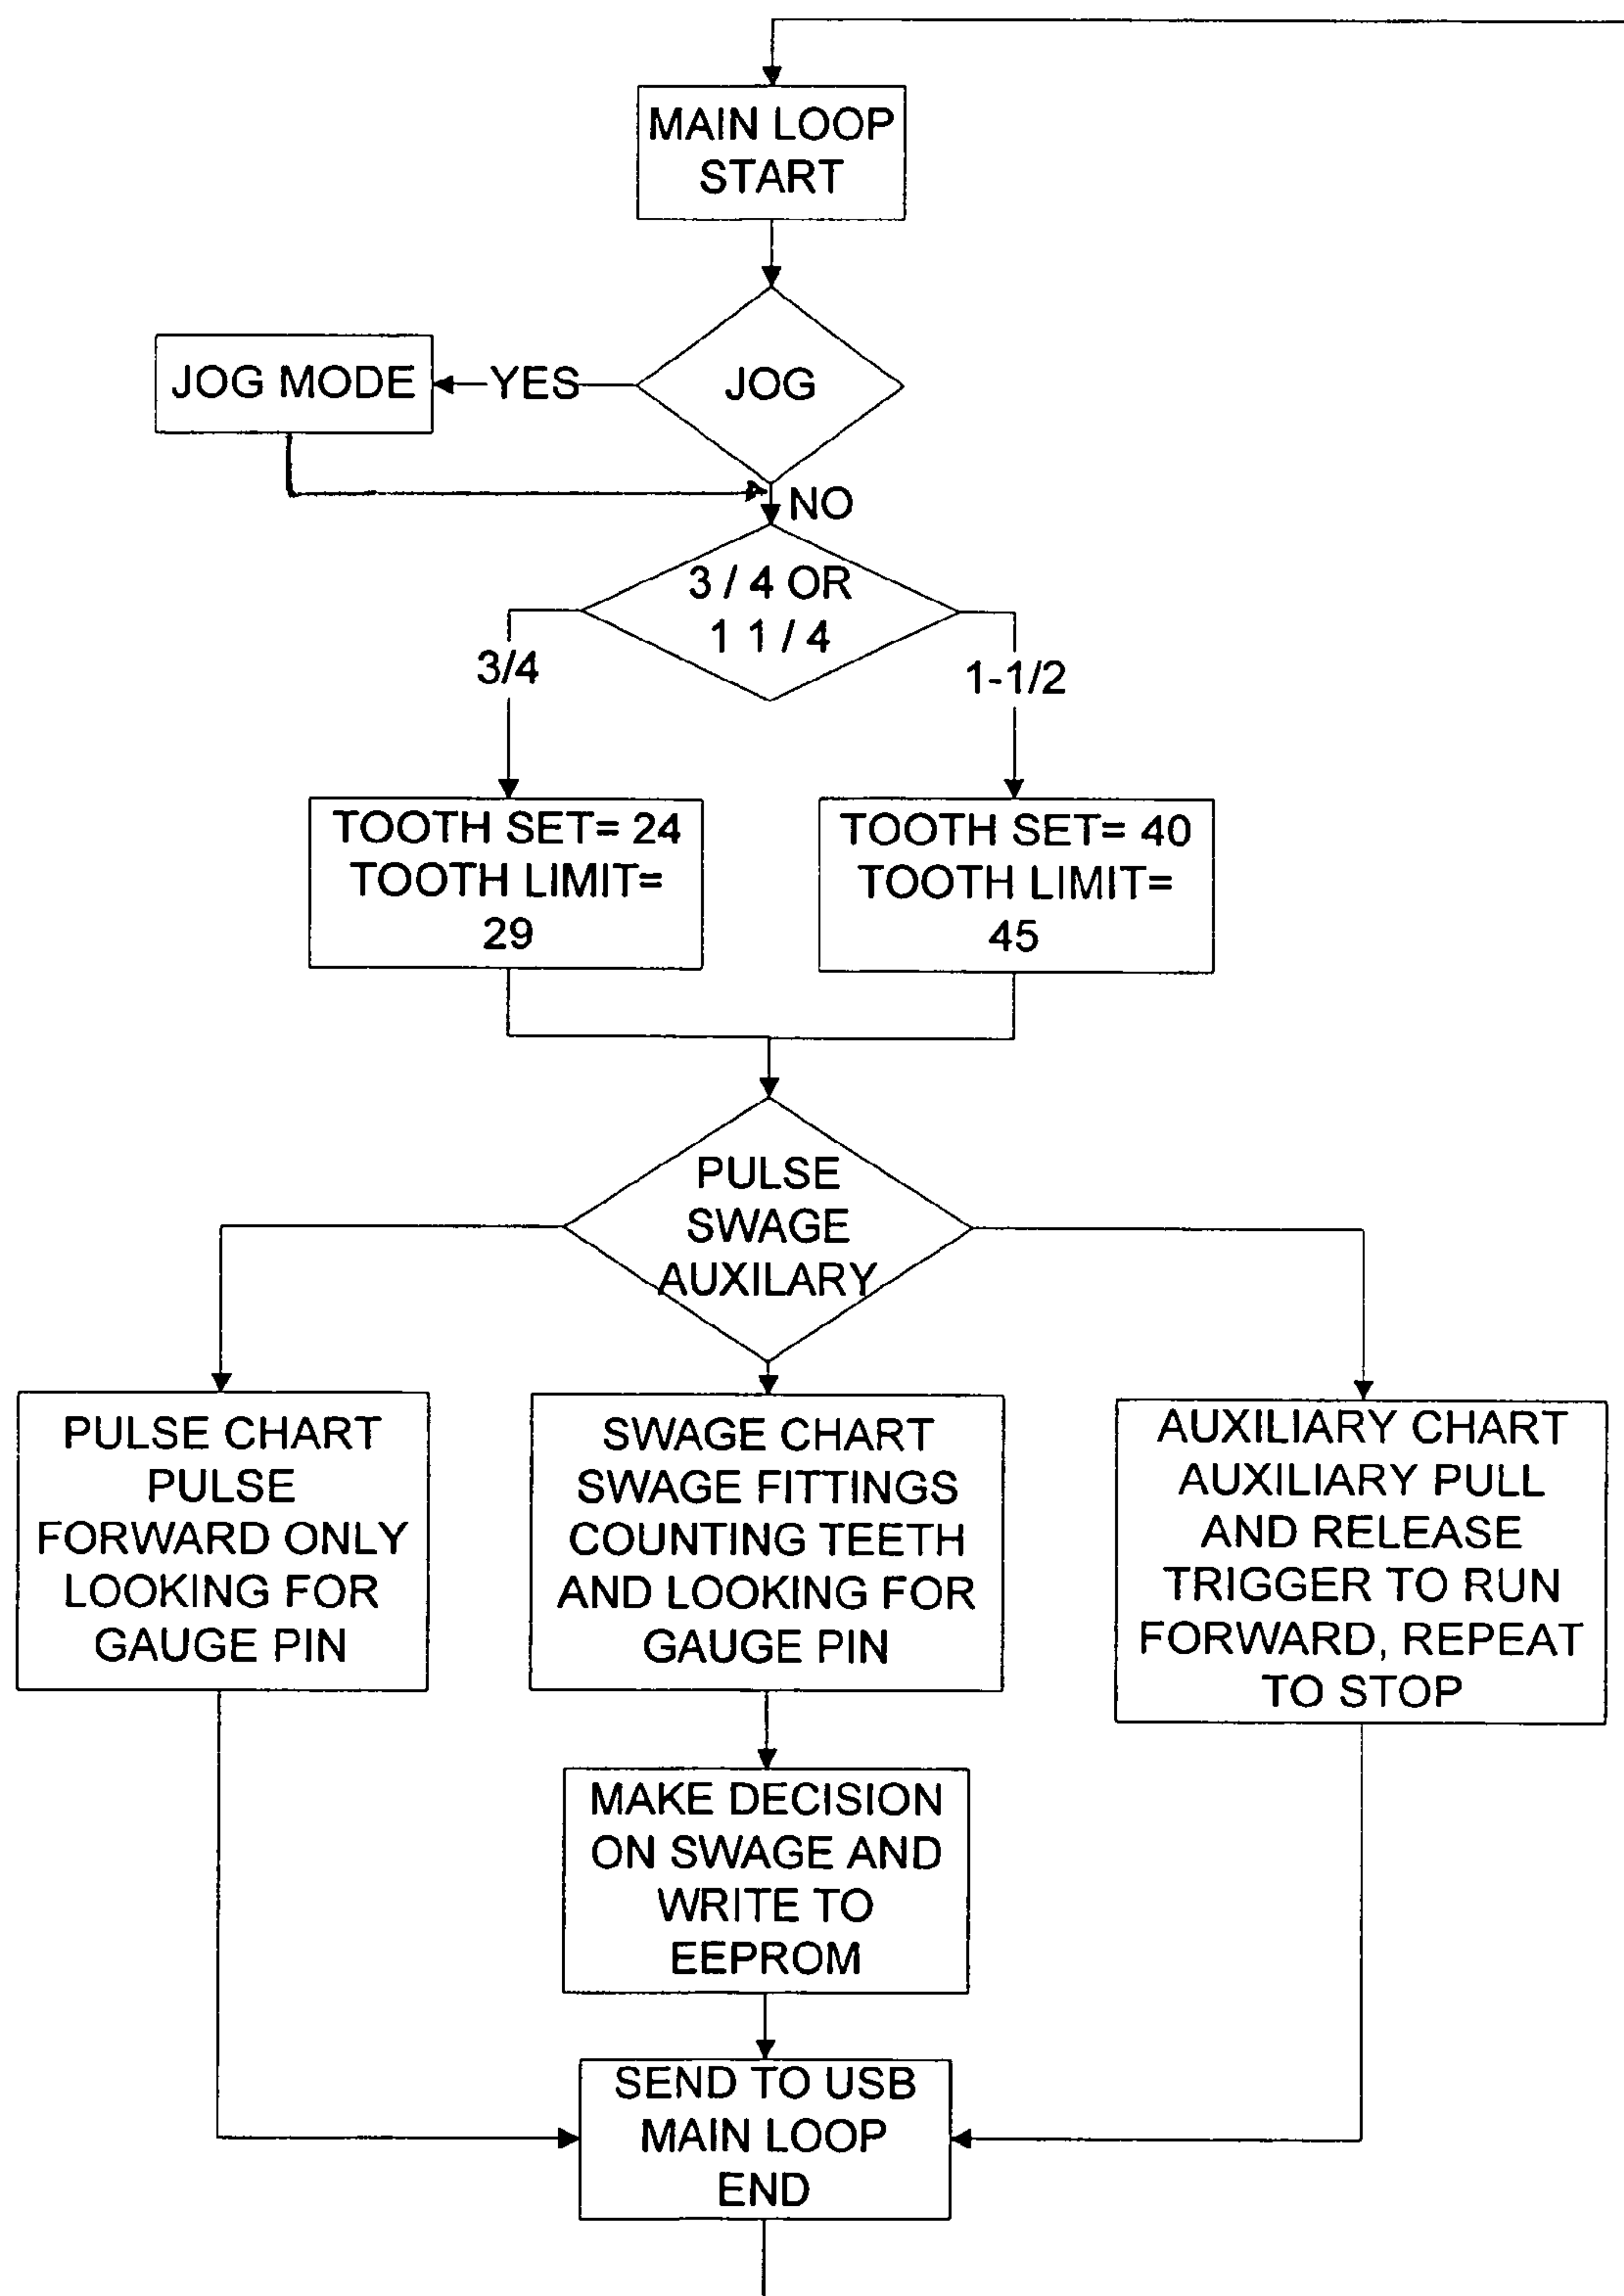 MAIN LOOP
START
JOG
YES
JOG MODE
NO
3 / 4 OR
1 1 / 4
3/4
1-1/2
TOOTH SET= 24
TOOTH LIMIT=
29
TOOTH SET= 40
TOOTH LIMIT=
45
PULSE
SWAGE
AUXILARY
PULSE CHART
PULSE
FORWARD ONLY
LOOKING FOR
GAUGE PIN
SWAGE CHART
SWAGE FITTINGS
COUNTING TEETH
AND LOOKING FOR
GAUGE PIN
AUXILIARY CHART
AUXILIARY PULL
AND RELEASE
TRIGGER TO RUN
FORWARD, REPEAT
TO STOP
MAKE DECISION
ON SWAGE AND
WRITE TO
EEPROM
SEND TO USB
MAIN LOOP
END